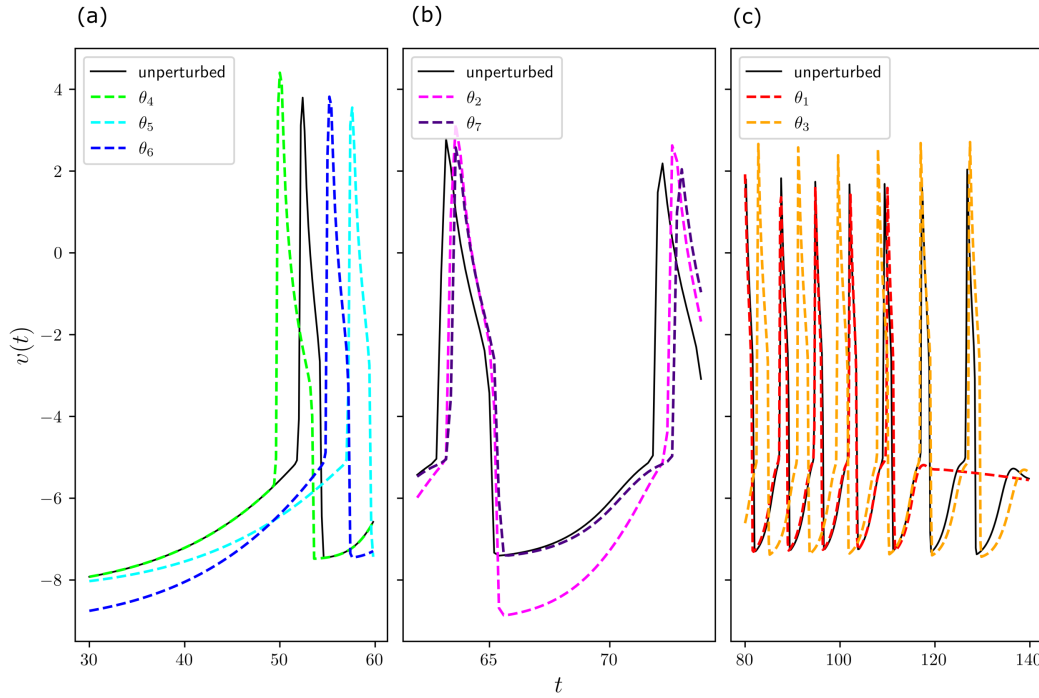 (a)
(b)
(c)
unperturbed
θ4
θ5
θ6
unperturbed
θ2
θ7
unperturbed
θ1
θ3
v(t)
4
2
0
−2
−4
−6
−8
30
40
50
60
65
70
80
100
120
140
t